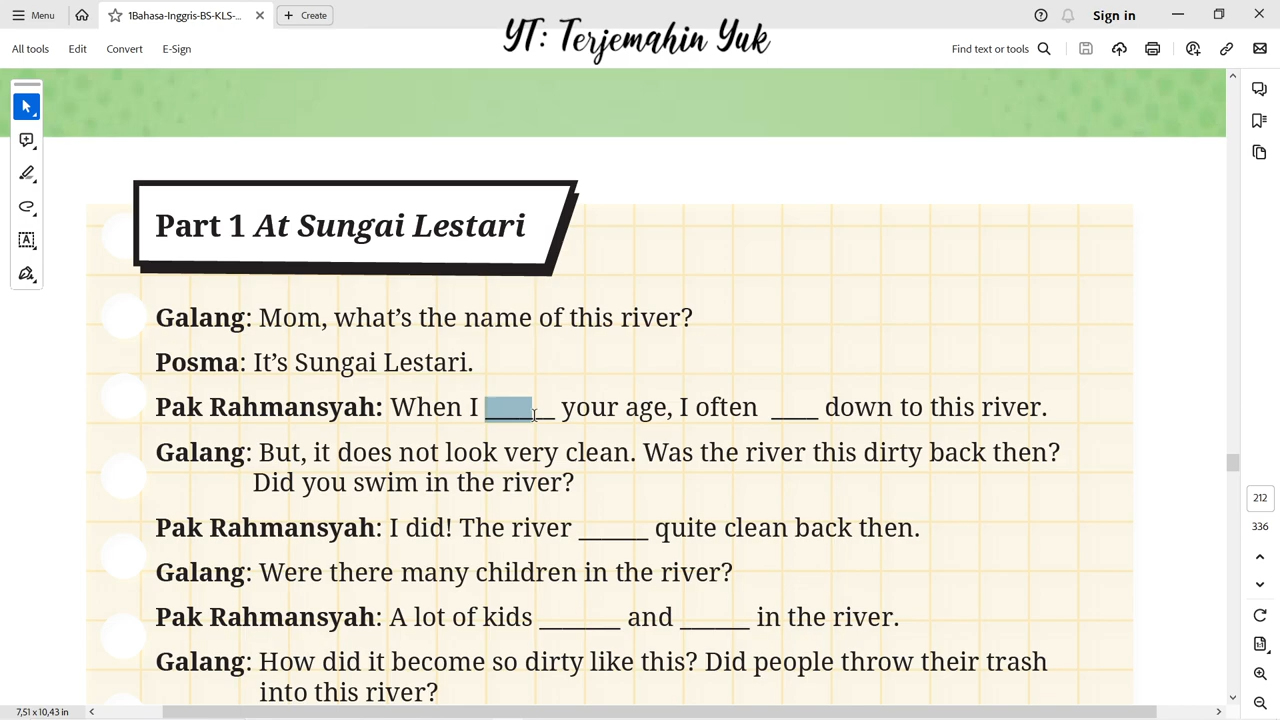 Menu
1Bahasa-Inggris-BS-KLS-...
Create
YT: Terjemahin Yuk
Sign in
All tools
Edit
Convert
E-Sign
Find text or tools
Part 1 At Sungai Lestari
Galang: Mom, what's the name of this river?
Posma: It's Sungai Lestari.
Pak Rahmansyah: When I ______ your age, I often ____ down to this river.
Galang: But, it does not look very clean. Was the river this dirty back then?
Did you swim in the river?
Pak Rahmansyah: I did! The river ______ quite clean back then.
Galang: Were there many children in the river?
Pak Rahmansyah: A lot of kids _______ and ______ in the river.
Galang: How did it become so dirty like this? Did people throw their trash
into this river?
212
336
7,51 x 10,43 in